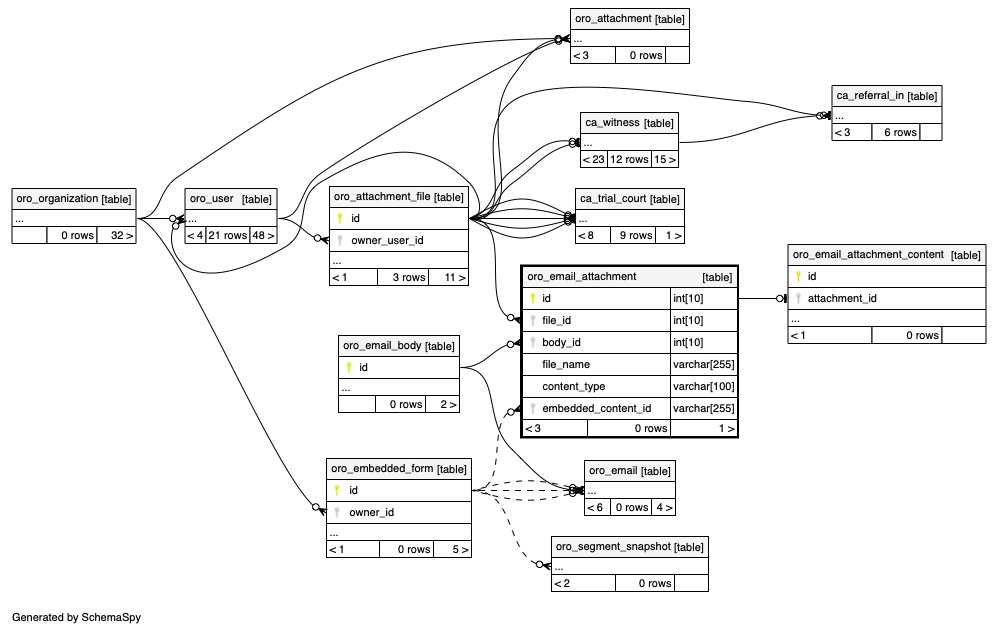 oro_attachment [table]
...
< 3 0 rows
ca_referral_in [table]
...
< 3 6 rows
ca_witness [table]
...
< 23 12 rows 15 >
oro_organization [table]
...
0 rows 32 >
oro_user [table]
...
< 4 21 rows 48 >
oro_attachment_file [table]
id
owner_user_id
...
< 1 3 rows 11 >
ca_trial_court [table]
...
< 8 9 rows 1 >
oro_email_attachment_content [table]
id
attachment_id
...
< 1 0 rows
oro_email_attachment [table]
id int[10]
file_id int[10]
body_id int[10]
file_name varchar[255]
content_type varchar[100]
embedded_content_id varchar[255]
< 3 0 rows 1 >
oro_email_body [table]
id
...
0 rows 2 >
oro_embedded_form [table]
id
owner_id
...
< 1 0 rows 5 >
oro_email [table]
...
< 6 0 rows 4 >
oro_segment_snapshot [table]
...
< 2 0 rows
Generated by SchemaSpy